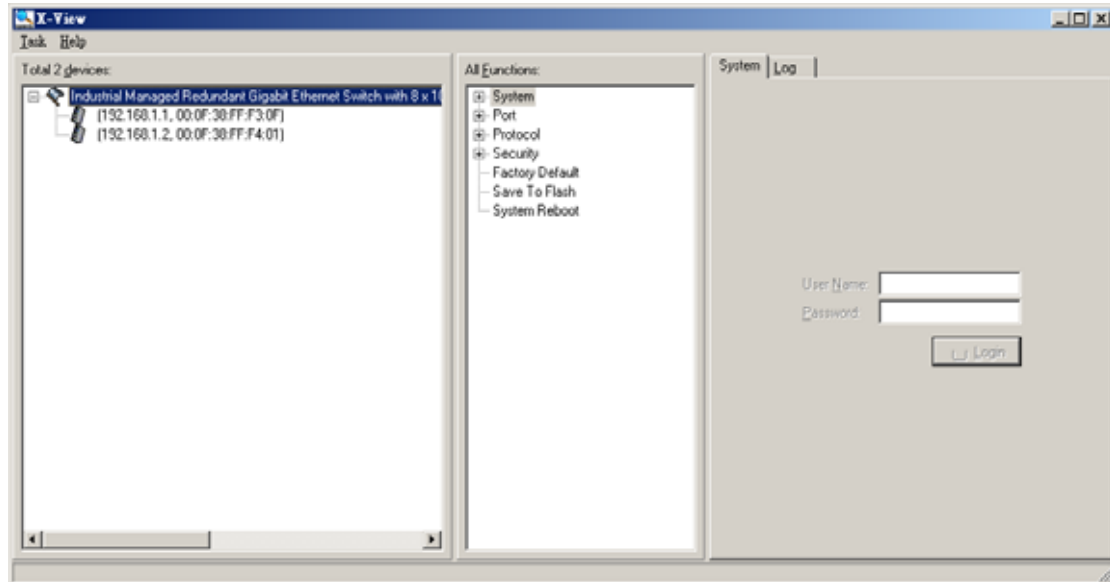 X-View
Task Help
Total 2 devices:
Industrial Managed Redundant Gigabit Ethernet Switch with 8 x 10
(192.168.1.1, 00:0F:38:FF:F3:0F)
(192.168.1.2, 00:0F:38:FF:F4:01)
All Functions:
System
Port
Protocol
Security
Factory Default
Save To Flash
System Reboot
System Log
User Name:
Password:
Login